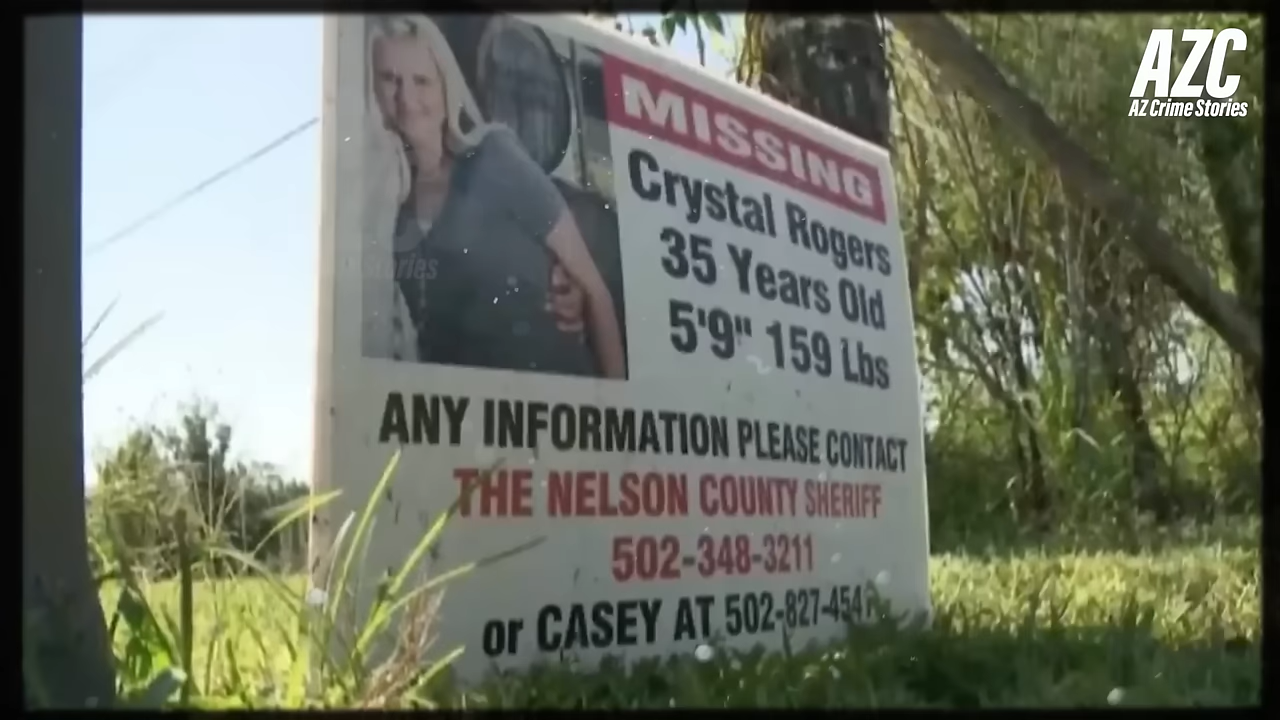 AZC
AZ Crime Stories
MISSING
Crystal Rogers
35 Years Old
5'9" 159 Lbs
ANY INFORMATION PLEASE CONTACT
THE NELSON COUNTY SHERIFF
502-348-3211
or CASEY AT